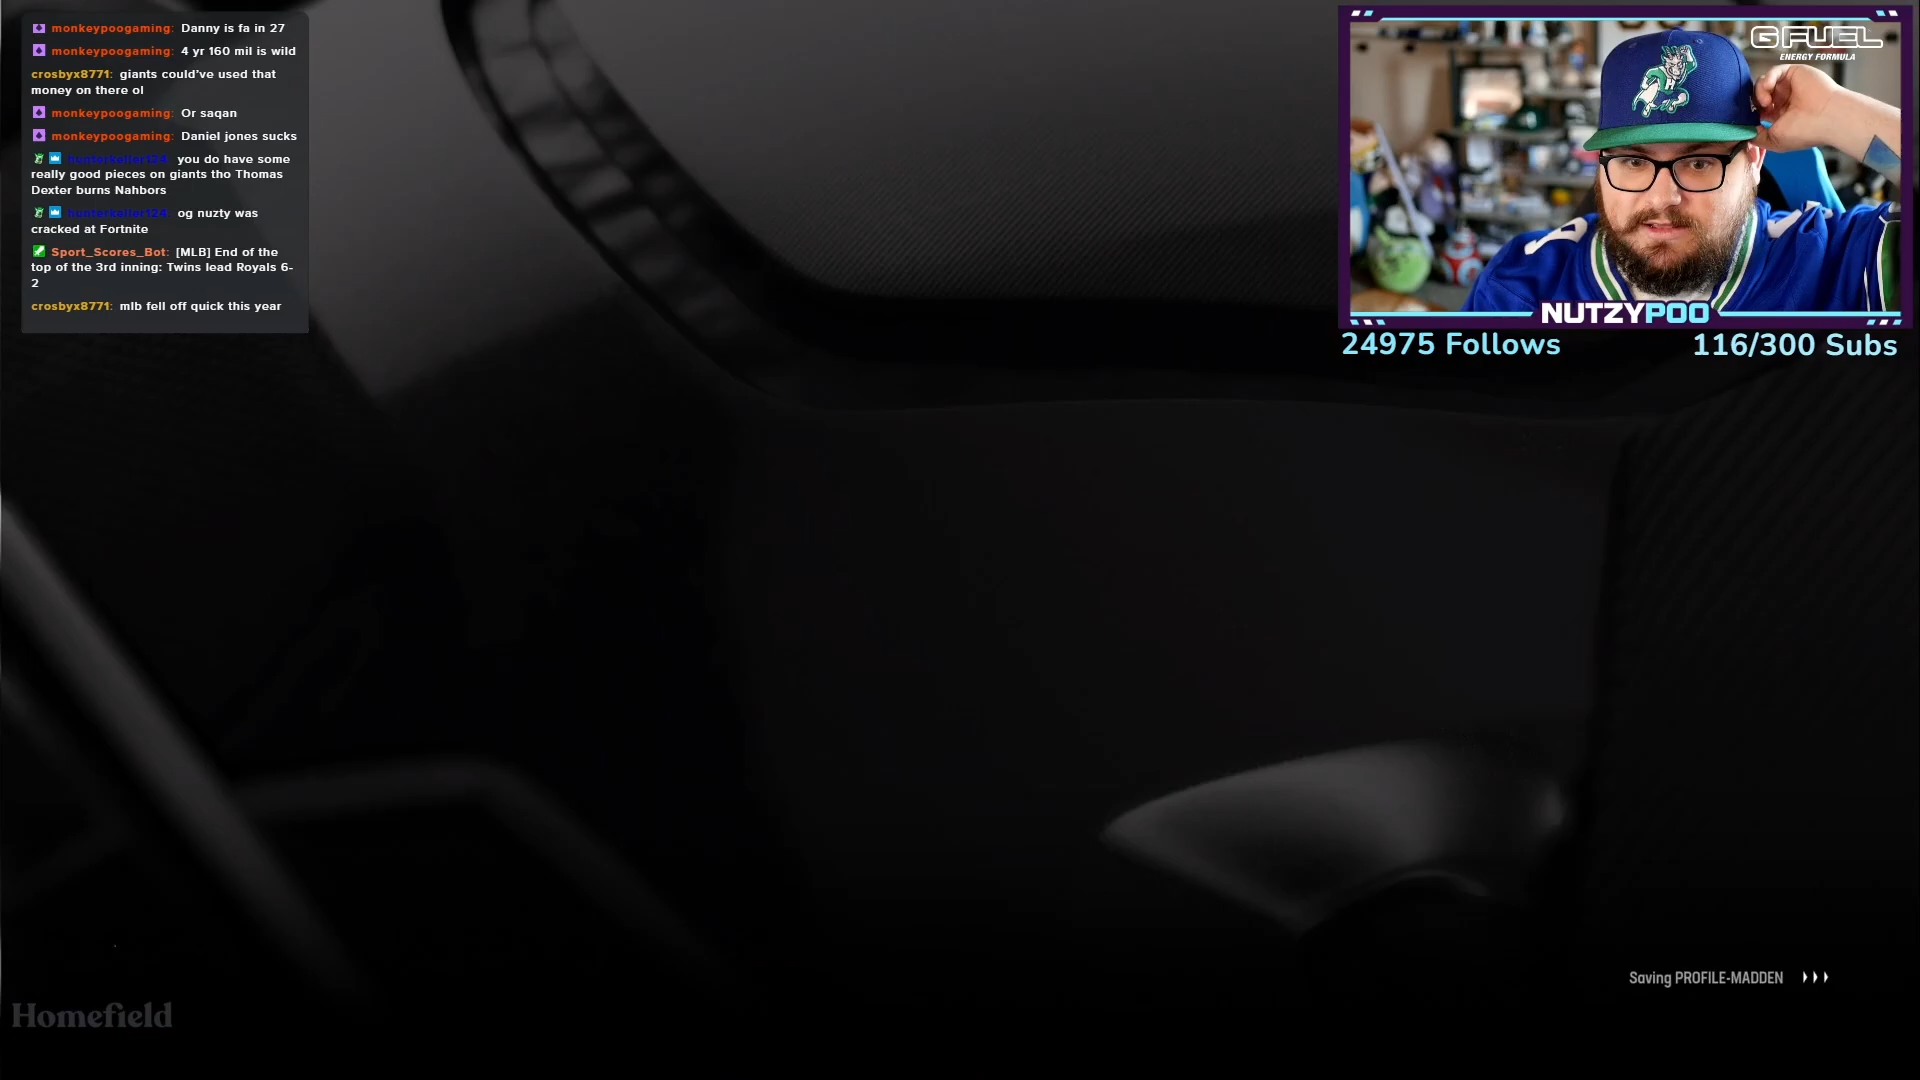 monkeypoogaming: Danny is fa in 27
monkeypoogaming: 4 yr 160 mil is wild
crosbyx8771: giants could've used that
money on there ol
monkeypoogaming: Or saqan
monkeypoogaming: Daniel jones sucks
hunterkeller124: you do have some
really good pieces on giants tho Thomas
Dexter burns Nahbors
hunterkeller124: og nuzty was
cracked at Fortnite
Sport_Scores_Bot: [MLB] End of the
top of the 3rd inning: Twins lead Royals 6-
2
crosbyx8771: mlb fell off quick this year
G FUEL
ENERGY FORMULA
NUTZYPOO
24975 Follows
116/300 Subs
Saving PROFILE-MADDEN
Homefield